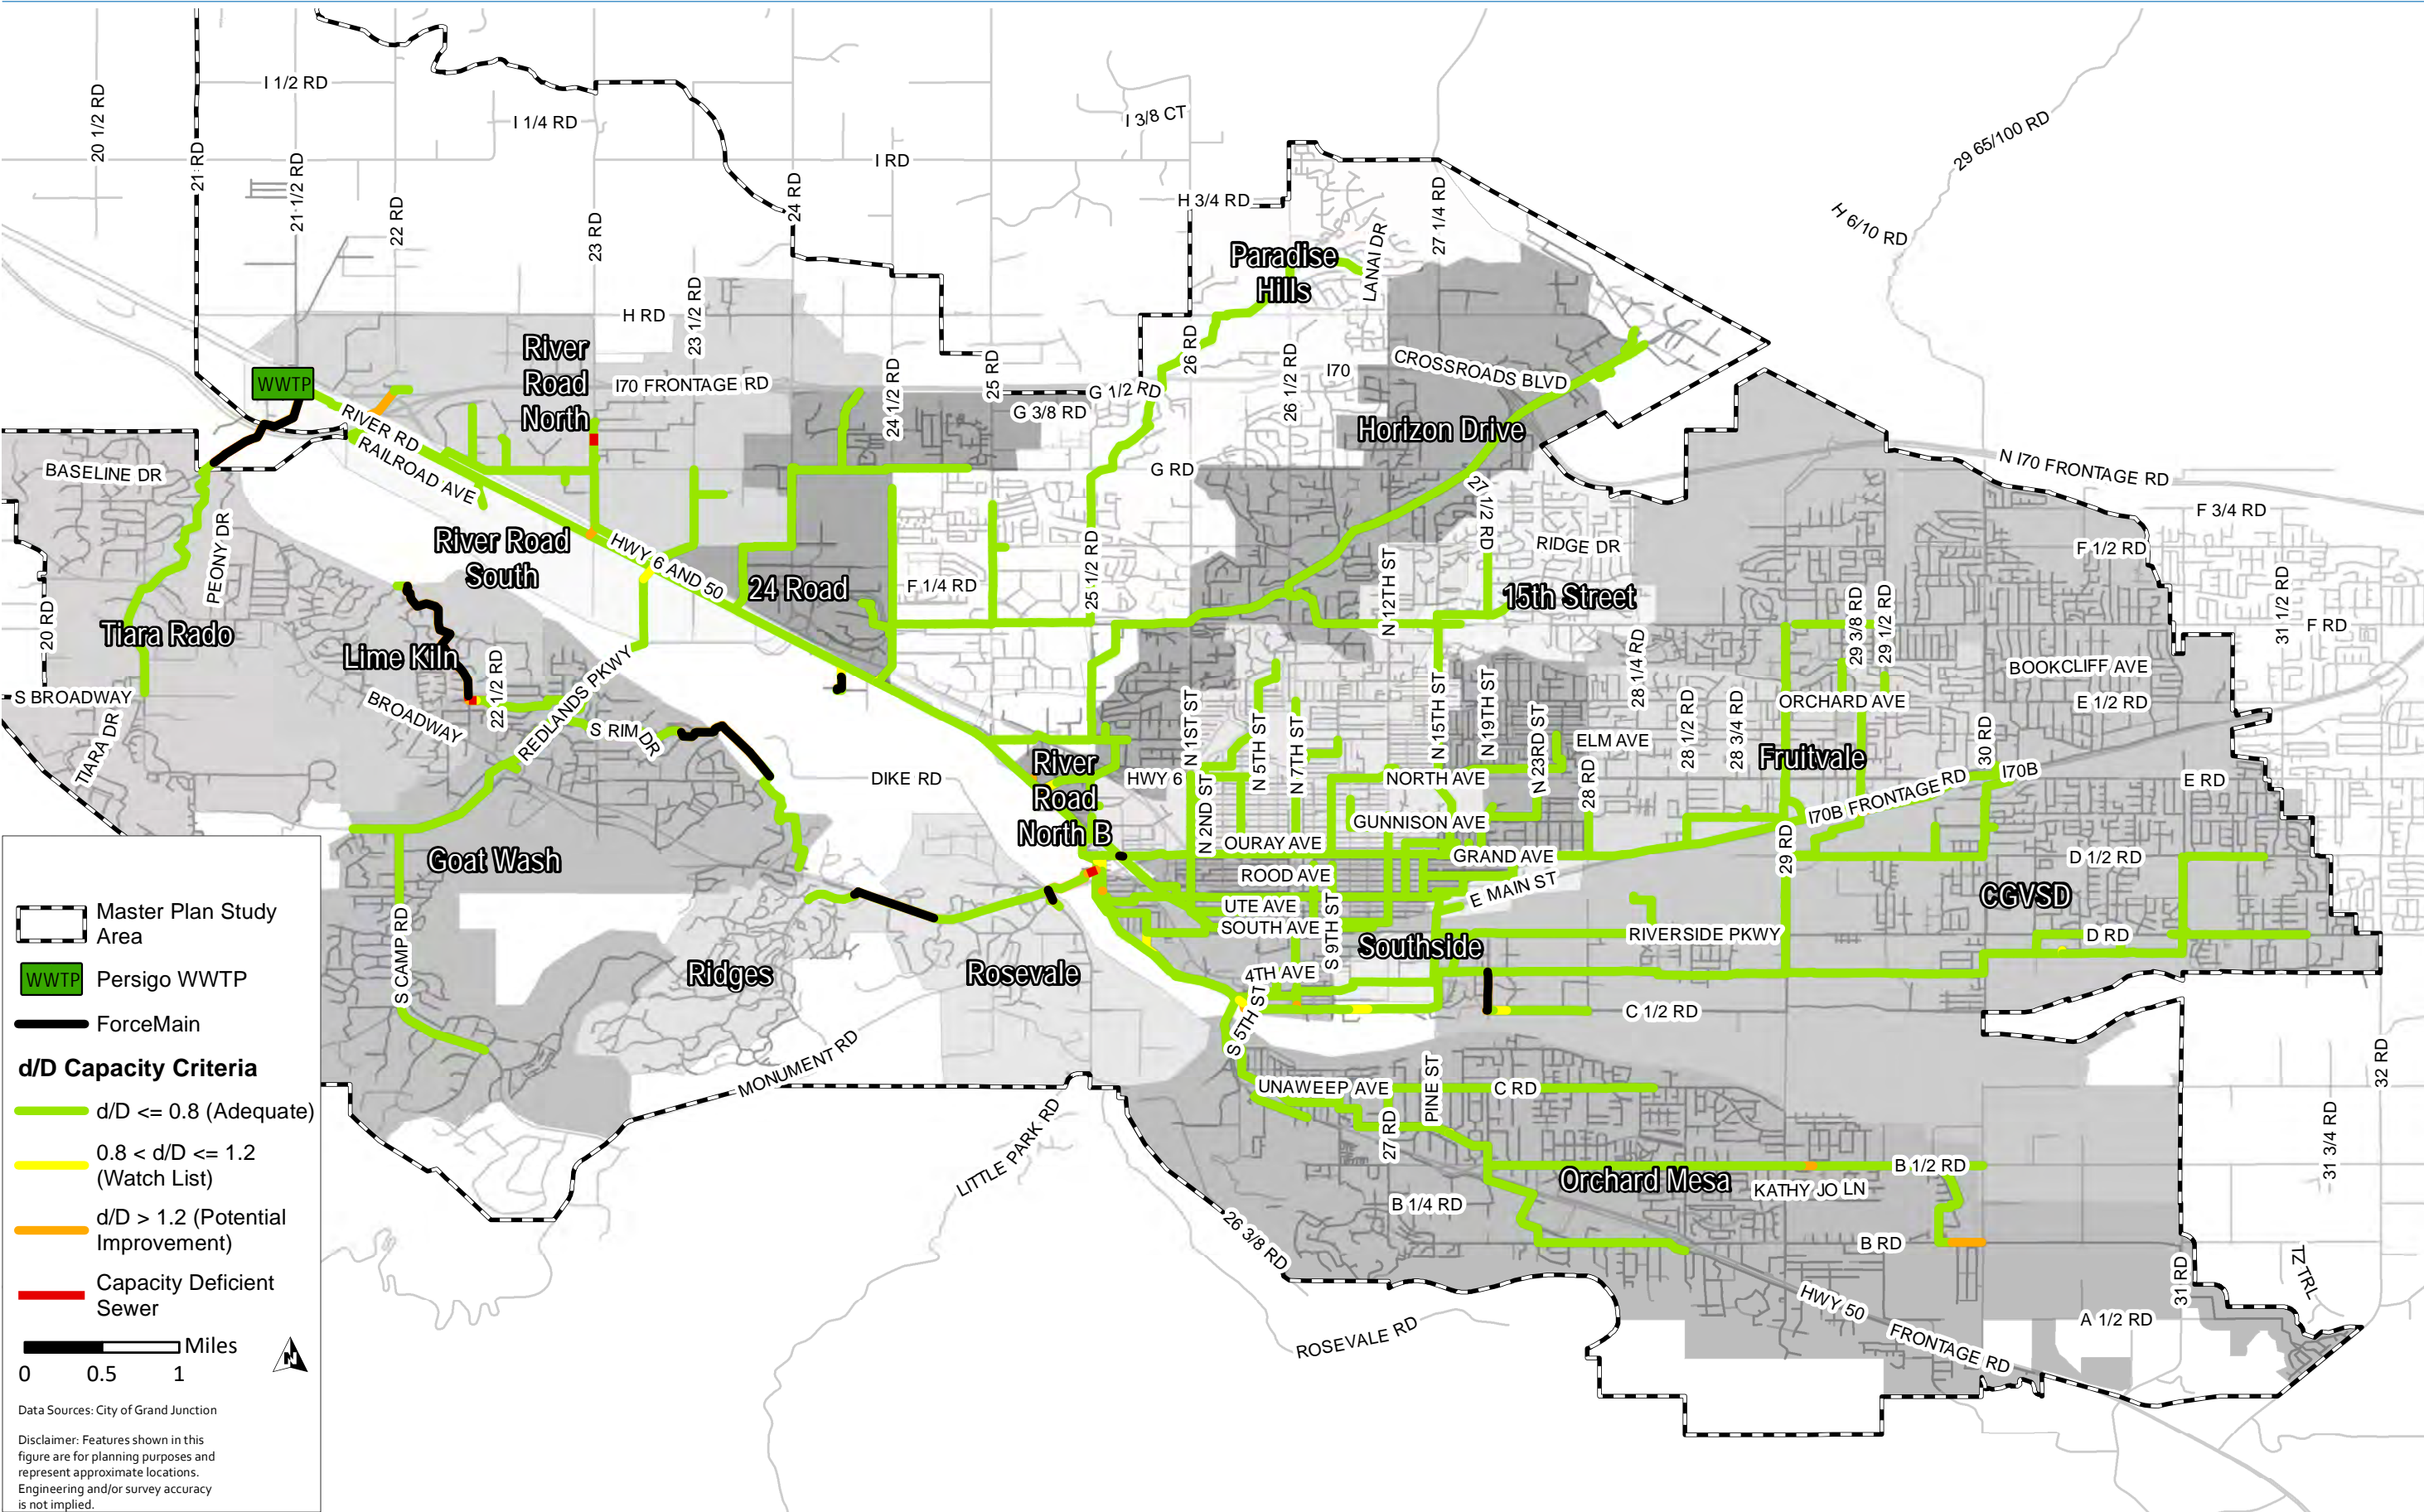 I 1/2 RD
20 1/2 RD
I 1/4 RD
I 3/8 CT
29 65/100 RD
21 RD
21 1/2 RD
I RD
22 RD
23 RD
24 RD
H 3/4 RD
27 1/4 RD
H 6/10 RD
Paradise
Hills
LANAI DR
H RD
23 1/2 RD
River
Road
North
26 RD
WWTP
I70 FRONTAGE RD
24 1/2 RD
25 RD
G 1/2 RD
26 1/2 RD
I70
CROSSROADS BLVD
G 3/8 RD
RIVER RD
RAILROAD AVE
Horizon Drive
BASELINE DR
G RD
N I70 FRONTAGE RD
27 1/2 RD
F 3/4 RD
PEONY DR
River Road
South
HWY 6 AND 50
RIDGE DR
F 1/2 RD
24 Road
F 1/4 RD
25 1/2 RD
N 12TH ST
15th Street
29 3/8 RD
29 1/2 RD
31 1/2 RD
20 RD
Tiara Rado
F RD
Lime Kiln
28 1/4 RD
BOOKCLIFF AVE
S BROADWAY
22 1/2 RD
REDLANDS PKWY
N 1ST ST
N 15TH ST
N 19TH ST
28 1/2 RD
28 3/4 RD
ORCHARD AVE
E 1/2 RD
BROADWAY
S RIM DR
N 5TH ST
N 7TH ST
N 23RD ST
ELM AVE
30 RD
TIARA DR
River
Road
North B
DIKE RD
HWY 6
NORTH AVE
28 RD
Fruitvale
I70B FRONTAGE RD
I70B
E RD
N 2ND ST
GUNNISON AVE
OURAY AVE
29 RD
Goat Wash
GRAND AVE
D 1/2 RD
ROOD AVE
E MAIN ST
CGVSD
UTE AVE
S 9TH ST
SOUTH AVE
Southside
RIVERSIDE PKWY
D RD
S CAMP RD
Ridges
Rosevale
4TH AVE
S 5TH ST
C 1/2 RD
MONUMENT RD
UNAWEEP AVE
PINE ST
C RD
32 RD
LITTLE PARK RD
27 RD
31 3/4 RD
Orchard Mesa
B 1/2 RD
KATHY JO LN
B 1/4 RD
26 3/8 RD
B RD
31 RD
TZ TRL
HWY 50
FRONTAGE RD
A 1/2 RD
ROSEVALE RD
Master Plan Study
Area
WWTP
Persigo WWTP
ForceMain
d/D Capacity Criteria
d/D <= 0.8 (Adequate)
0.8 < d/D <= 1.2
(Watch List)
d/D > 1.2 (Potential
Improvement)
Capacity Deficient
Sewer
Miles
0 0.5 1
N
Data Sources: City of Grand Junction
Disclaimer: Features shown in this
figure are for planning purposes and
represent approximate locations.
Engineering and/or survey accuracy
is not implied.